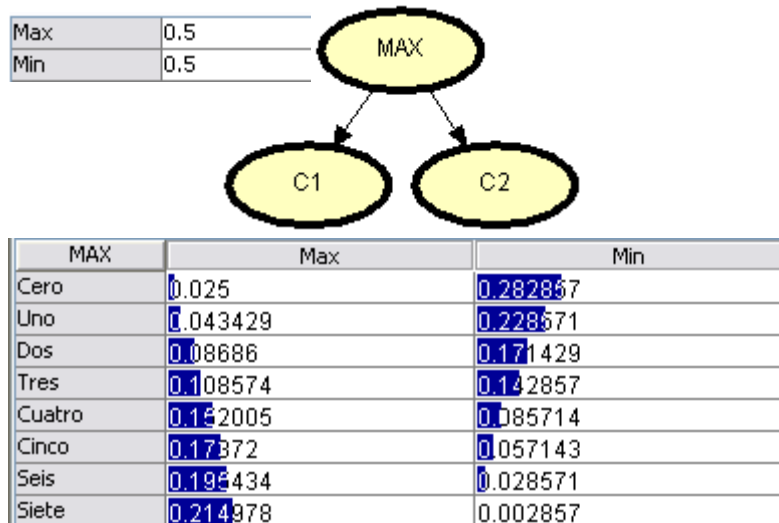 Max 0.5
Min 0.5
MAX
C1 C2
MAX Max Min
Cero 0.025 0.282857
Uno 0.043429 0.228571
Dos 0.08686 0.171429
Tres 0.108574 0.142857
Cuatro 0.152005 0.085714
Cinco 0.17372 0.057143
Seis 0.195434 0.028571
Siete 0.214978 0.002857